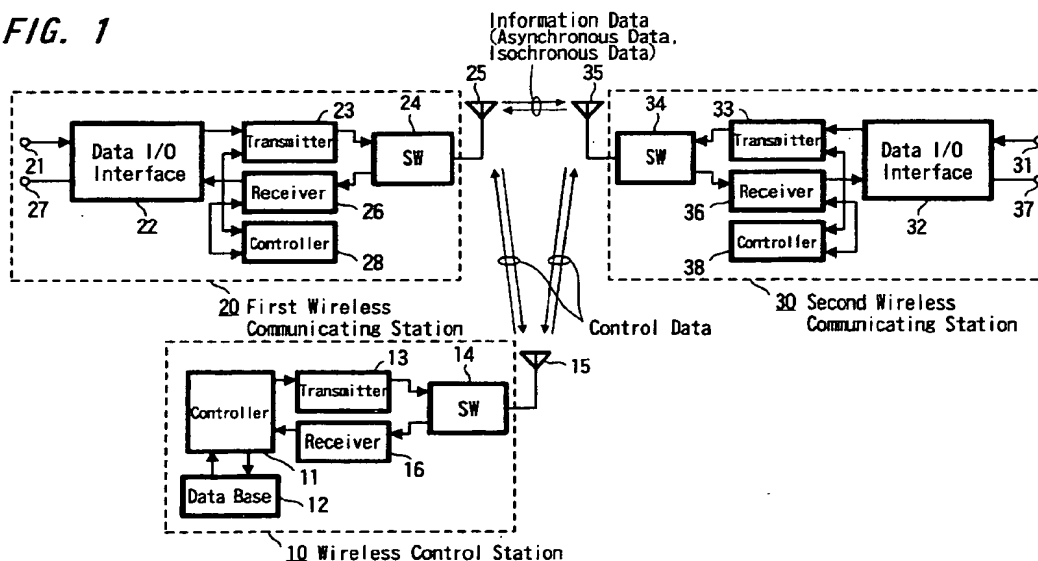 FIG. 1
Information Data
(Asynchronous Data,
Isochronous Data)
25
35
23
24
34
33
21
27
Data I/O
Interface
22
Transmitter
Receiver
26
Controller
28
SW
SW
Transmitter
Receiver
36
Controller
38
Data I/O
Interface
32
31
37
20 First Wireless
Communicating Station
Control Data
30 Second Wireless
Communicating Station
13
14
15
Controller
11
Transmitter
Receiver
16
SW
Data Base
12
10 Wireless Control Station